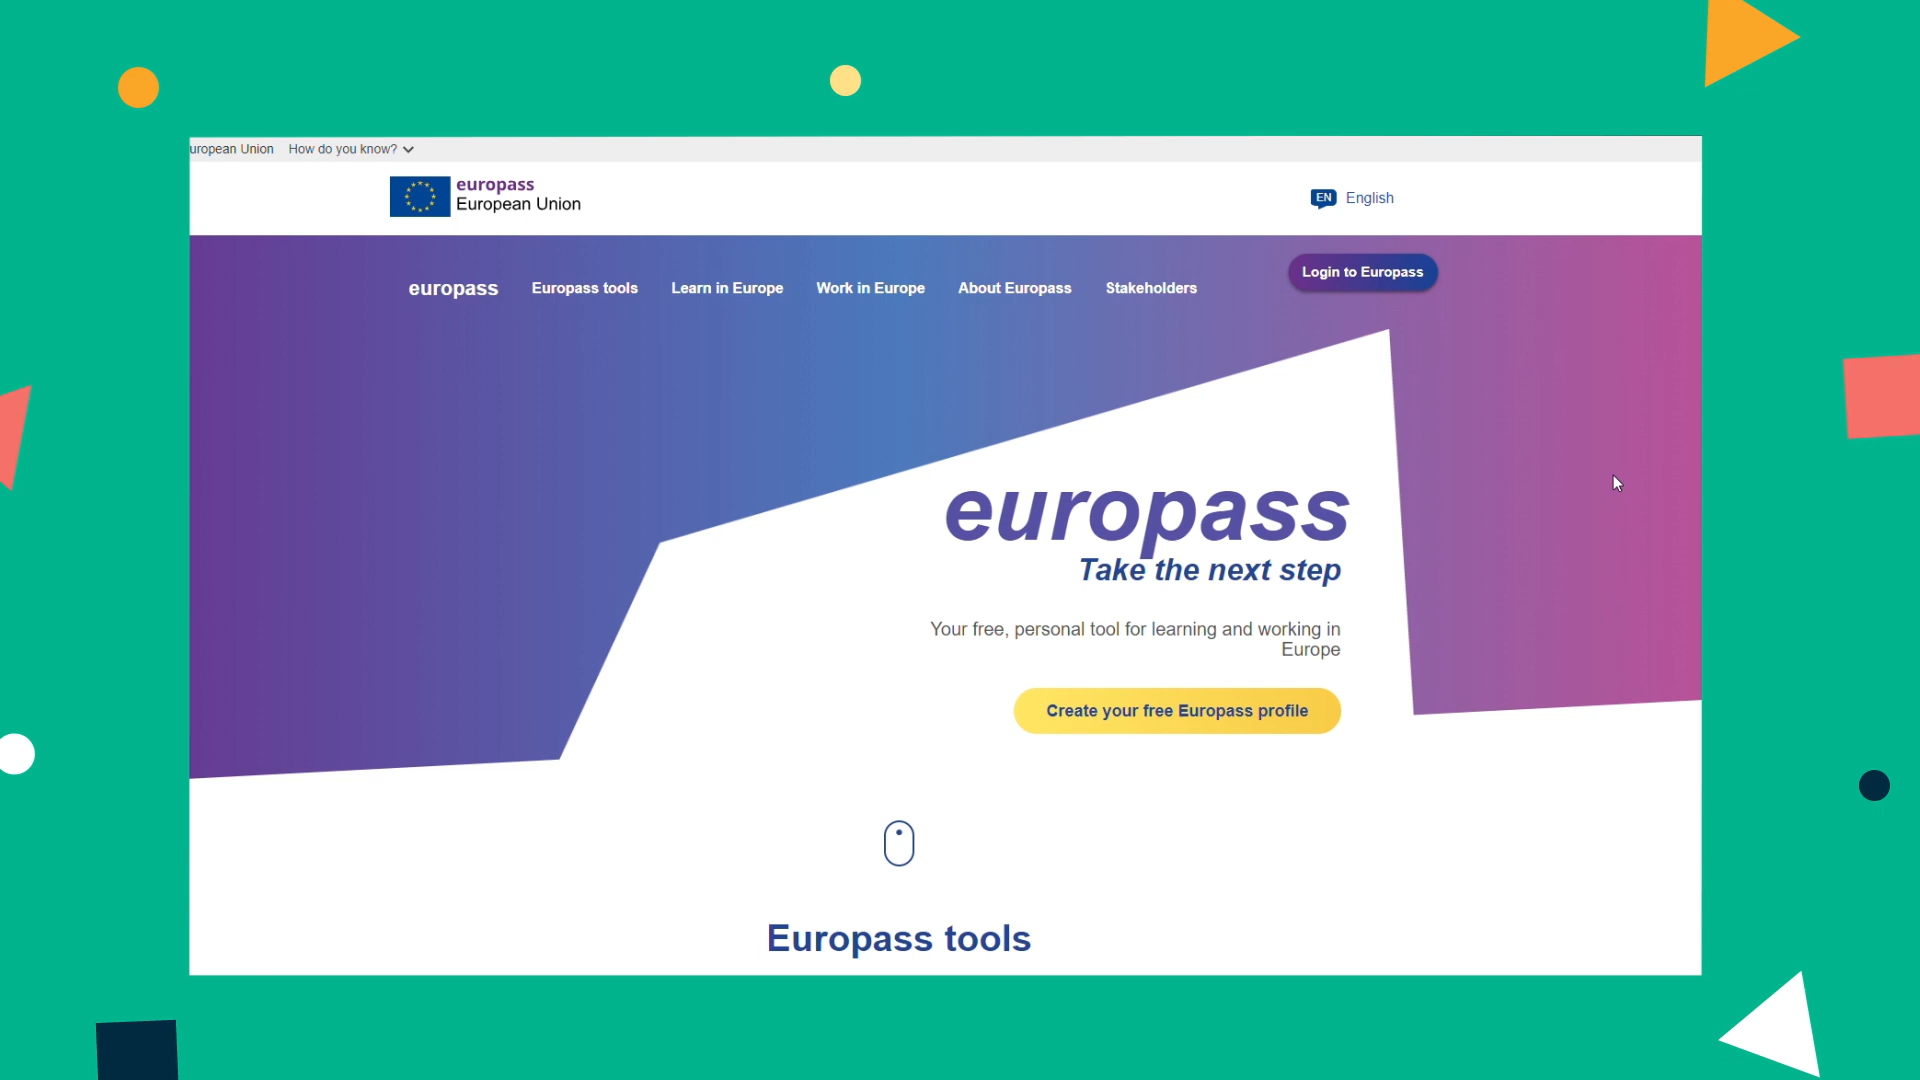 uropean Union How do you know?
europass
European Union
EN English
europass Europass tools Learn in Europe Work in Europe About Europass Stakeholders Login to Europass
europass
Take the next step
Your free, personal tool for learning and working in
Europe
Create your free Europass profile
Europass tools